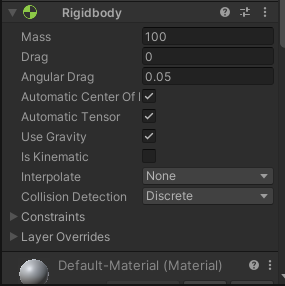 Rigidbody
Mass 100
Drag 0
Angular Drag 0.05
Automatic Center Of
Automatic Tensor
Use Gravity
Is Kinematic
Interpolate None
Collision Detection Discrete
Constraints
Layer Overrides
Default-Material (Material)